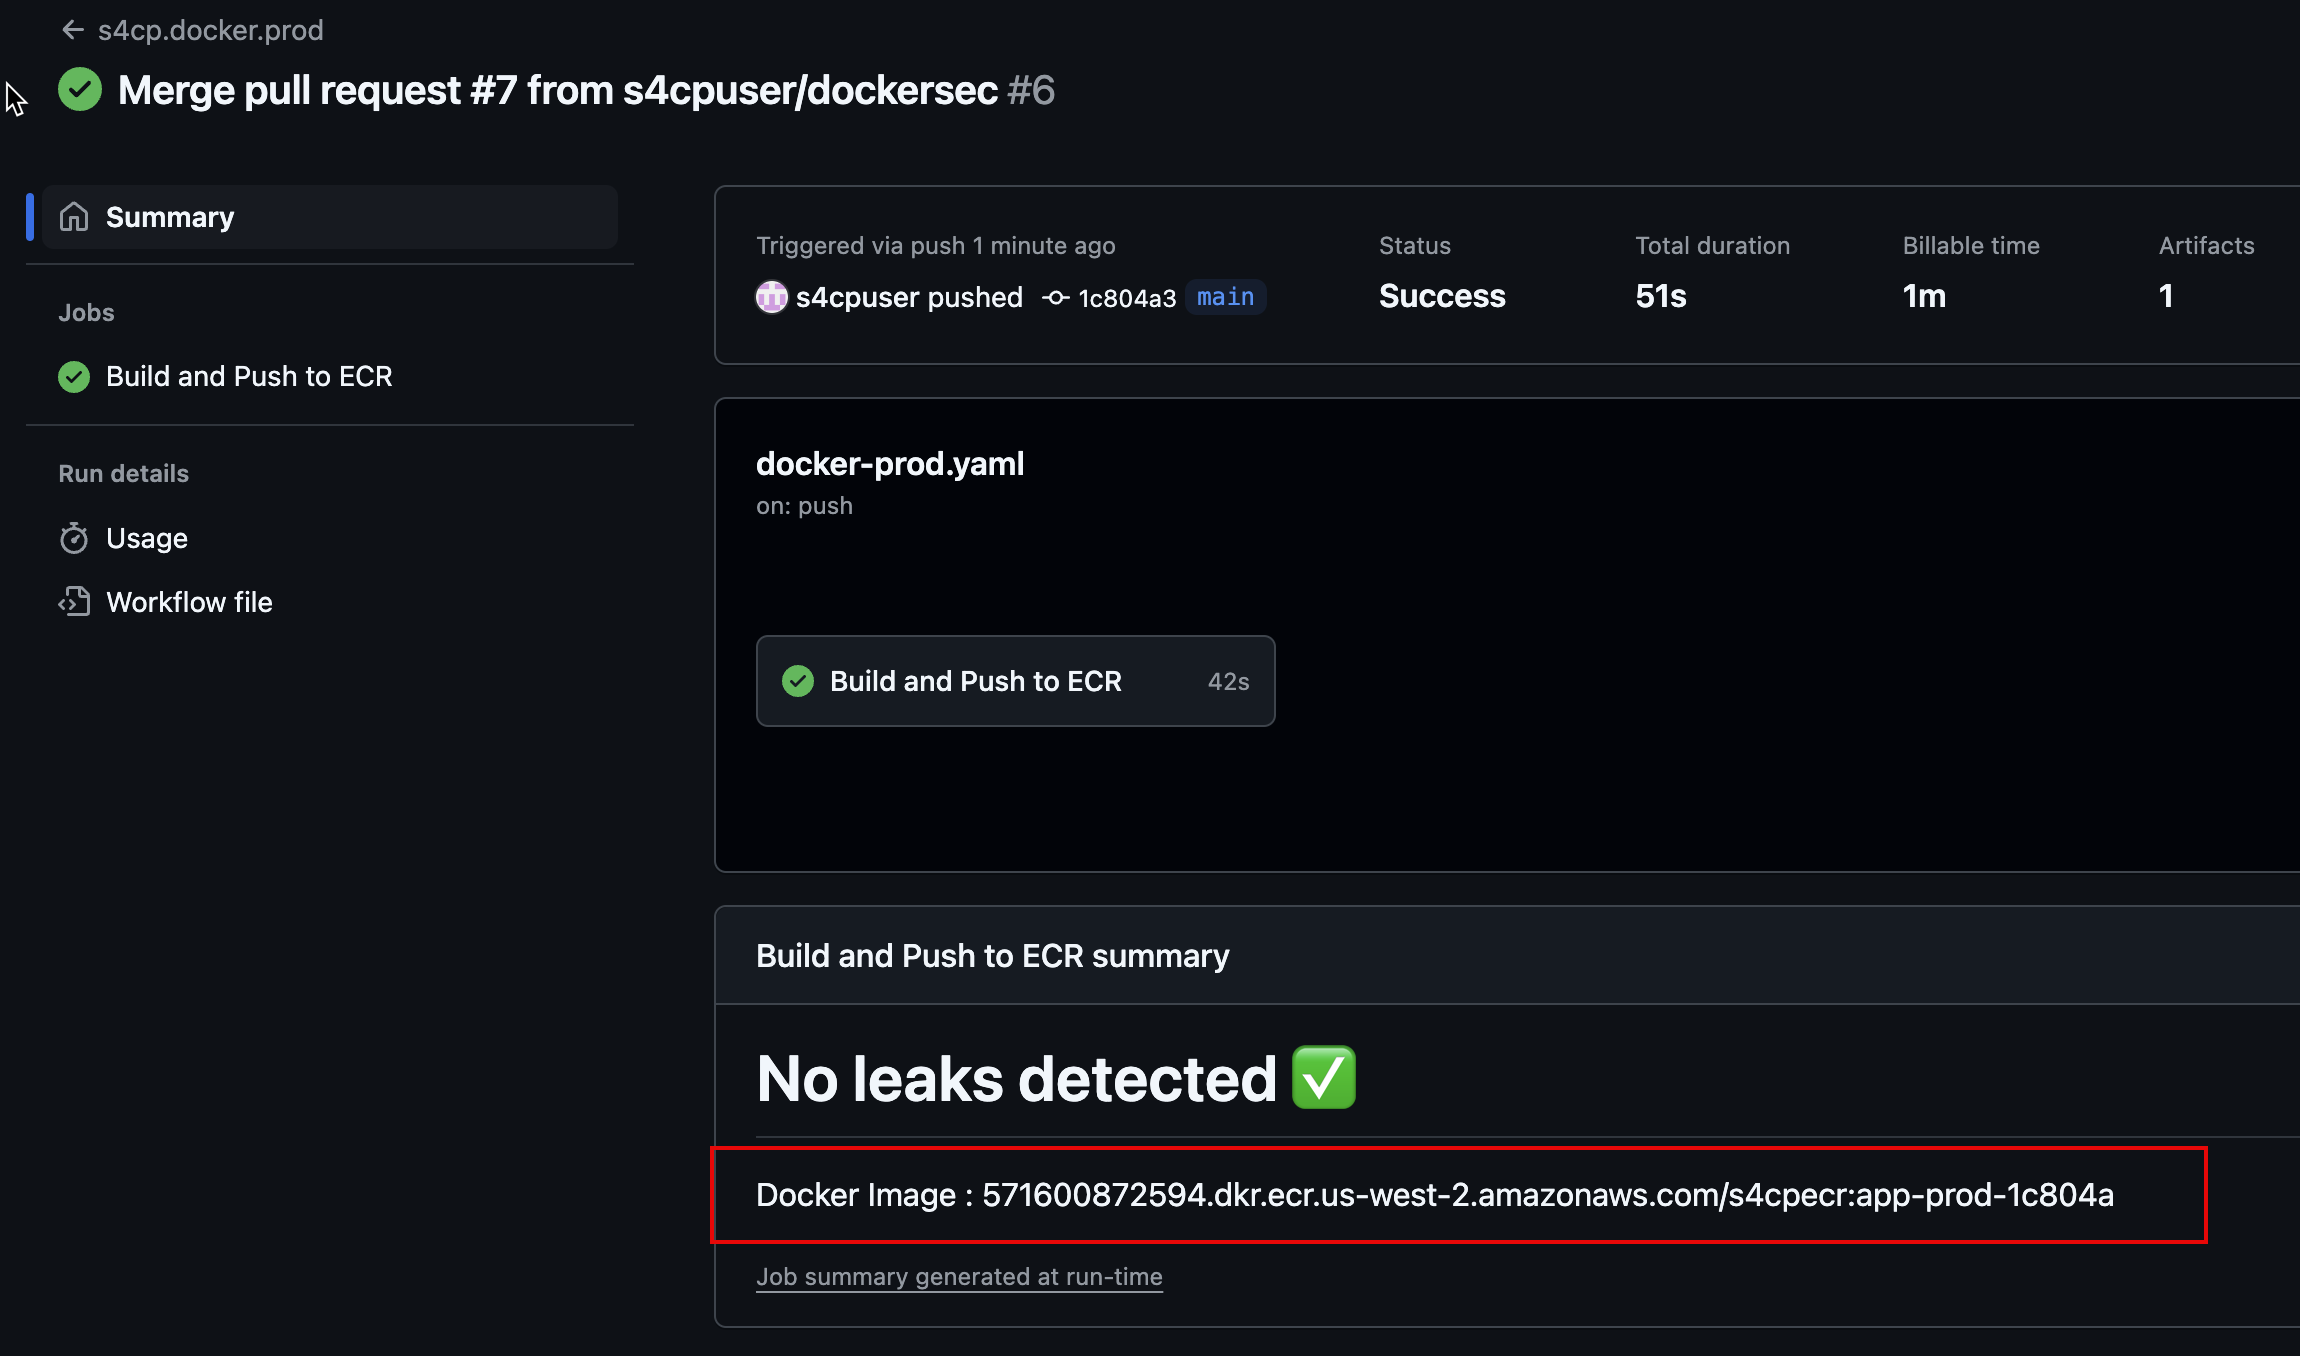 s4cp.docker.prod
Merge pull request #7 from s4cpuser/dockersec #6
Summary
Jobs
Build and Push to ECR
Run details
Usage
Workflow file
Triggered via push 1 minute ago
s4cpuser pushed 1c804a3 main
Status
Success
Total duration
51s
Billable time
1m
Artifacts
1
docker-prod.yaml
on: push
Build and Push to ECR 42s
Build and Push to ECR summary
No leaks detected ✅
Docker Image : 571600872594.dkr.ecr.us-west-2.amazonaws.com/s4cpecr:app-prod-1c804a
Job summary generated at run-time